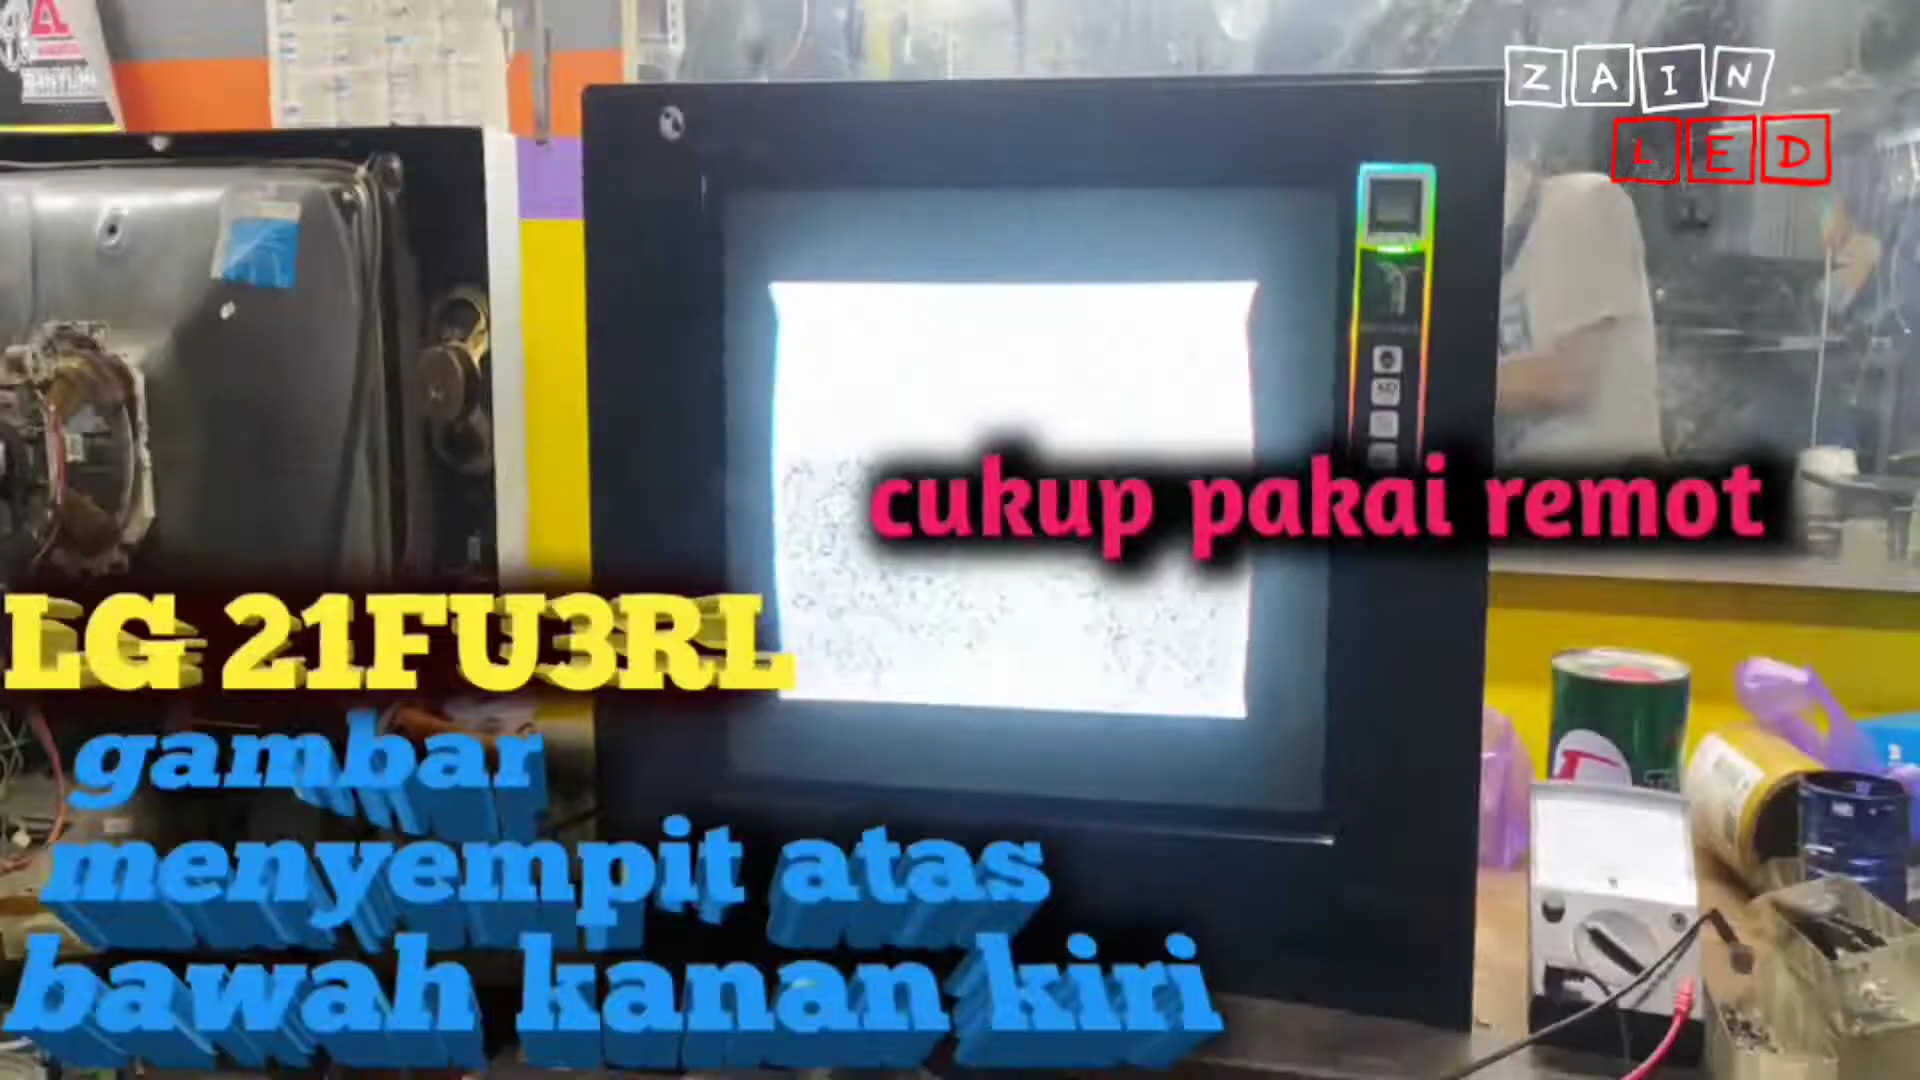 ZAIN
LED
cukup pakai remot
LG 21FU3RL
gambar
menyempit atas
bawah kanan kiri